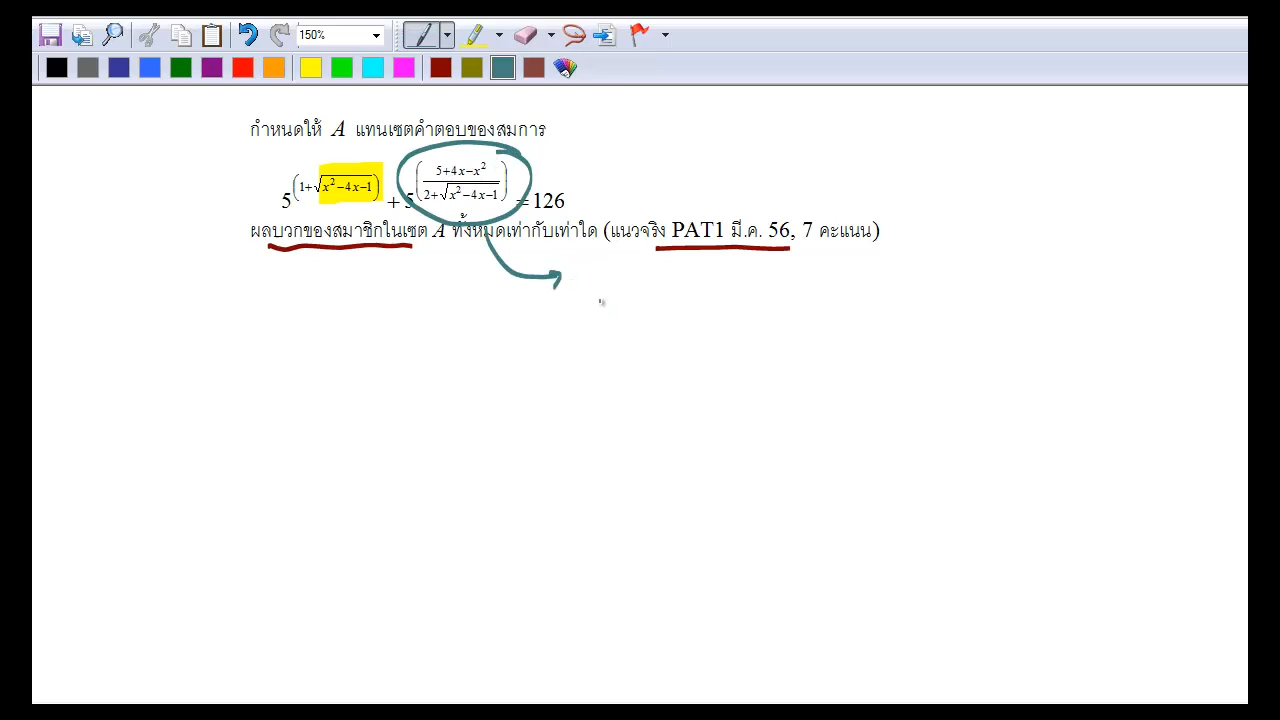 150%
กำหนดให้ A แทนเซตคำตอบของสมการ
5^(1+√(x²−4x−1)) + 5^((5+4x−x²)/(2+√(x²−4x−1))) = 126
ผลบวกของสมาชิกในเซต A ทั้งหมดเท่ากับเท่าใด (แนวจริง PAT1 มี.ค. 56, 7 คะแนน)